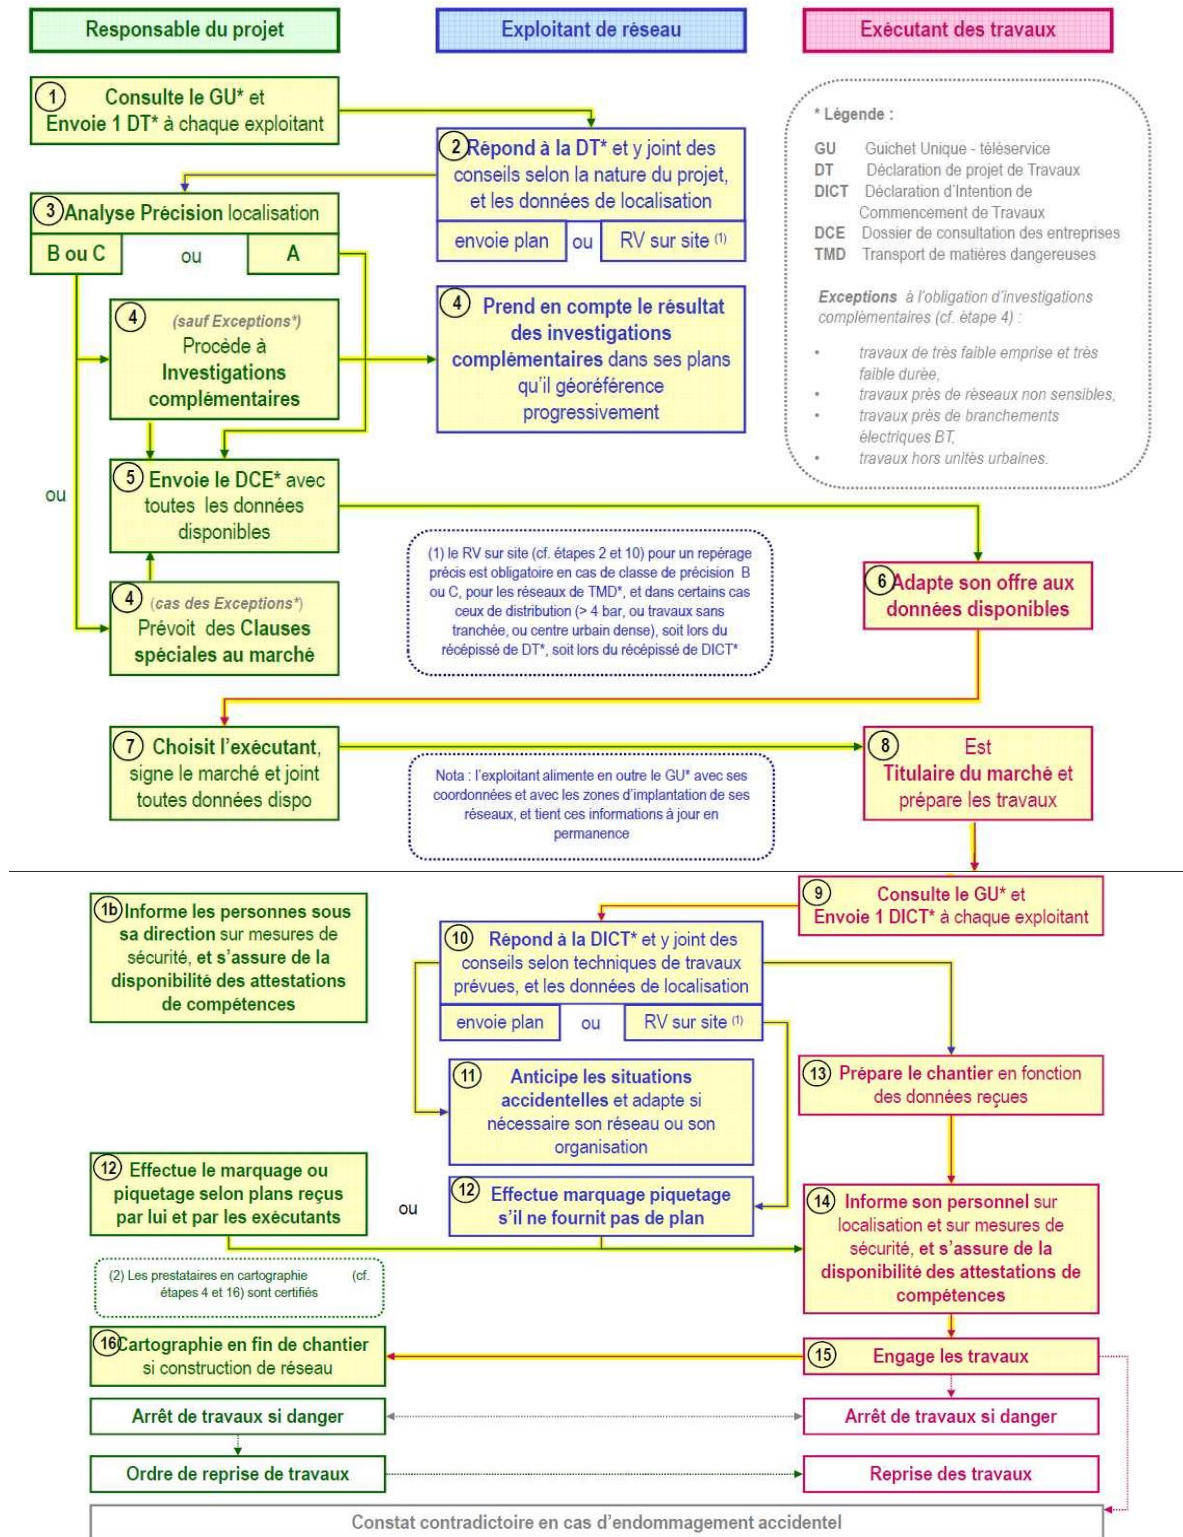 Responsable du projet
Exploitant de réseau
Exécutant des travaux
1
Consulte le GU* et
Envoie 1 DT* à chaque exploitant
2
Répond à la DT* et y joint des
conseils selon la nature du projet,
et les données de localisation
envoie plan
ou
RV sur site (1)
* Légende :
GU Guichet Unique - téléservice
DT Déclaration de projet de Travaux
DICT Déclaration d'Intention de
Commencement de Travaux
DCE Dossier de consultation des entreprises
TMD Transport de matières dangereuses
Exceptions à l'obligation d'investigations
complémentaires (cf. étape 4) :
• travaux de très faible emprise et très
faible durée,
• travaux près de réseaux non sensibles,
• travaux près de branchements
électriques BT,
• travaux hors unités urbaines.
3
Analyse Précision localisation
B ou C
ou
A
4
(sauf Exceptions*)
Procède à
Investigations
complémentaires
4
Prend en compte le résultat
des investigations
complémentaires dans ses plans
qu'il géoréférence
progressivement
ou
5
Envoie le DCE* avec
toutes les données
disponibles
(1) le RV sur site (cf. étapes 2 et 10) pour un repérage
précis est obligatoire en cas de classe de précision B
ou C, pour les réseaux de TMD*, et dans certains cas
ceux de distribution (> 4 bar, ou travaux sans
tranchée, ou centre urbain dense), soit lors du
récépissé de DT*, soit lors du récépissé de DICT*
6
Adapte son offre aux
données disponibles
4
(cas des Exceptions*)
Prévoit des Clauses
spéciales au marché
7
Choisit l'exécutant,
signe le marché et joint
toutes données dispo
Nota : l'exploitant alimente en outre le GU* avec ses
coordonnées et avec les zones d'implantation de ses
réseaux, et tient ces informations à jour en
permanence
8
Est
Titulaire du marché et
prépare les travaux
9
Consulte le GU* et
Envoie 1 DICT* à chaque exploitant
1b
Informe les personnes sous
sa direction sur mesures de
sécurité, et s'assure de la
disponibilité des attestations
de compétences
10
Répond à la DICT* et y joint des
conseils selon techniques de travaux
prévues, et les données de localisation
envoie plan
ou
RV sur site (1)
11
Anticipe les situations
accidentelles et adapte si
nécessaire son réseau ou son
organisation
13
Prépare le chantier en fonction
des données reçues
12
Effectue le marquage ou
piquetage selon plans reçus
par lui et par les exécutants
ou
12
Effectue marquage piquetage
s'il ne fournit pas de plan
14
Informe son personnel sur
localisation et sur mesures de
sécurité, et s'assure de la
disponibilité des attestations de
compétences
(2) Les prestataires en cartographie (cf.
étapes 4 et 16) sont certifiés
16
Cartographie en fin de chantier
si construction de réseau
15
Engage les travaux
Arrêt de travaux si danger
Arrêt de travaux si danger
Ordre de reprise de travaux
Reprise des travaux
Constat contradictoire en cas d'endommagement accidentel